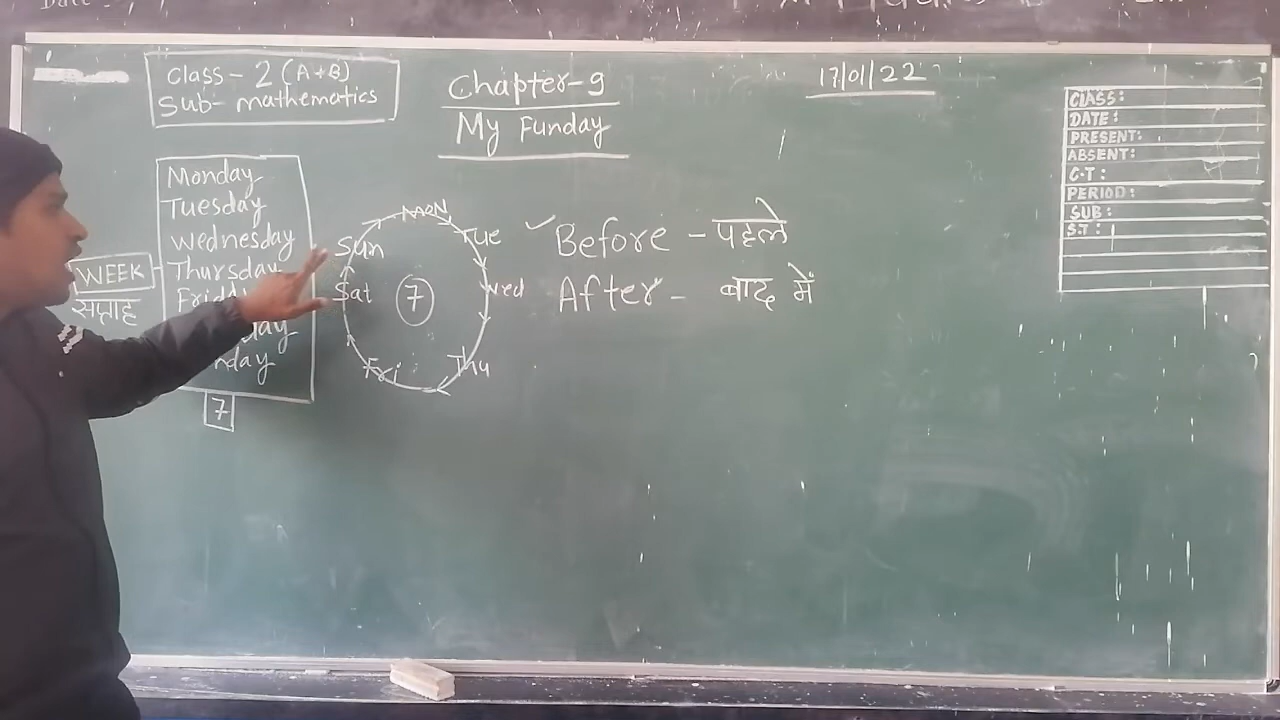 Class - 2 (A+B)
Sub- mathematics
Chapter-9
My Funday
17/01/22
CLASS:
DATE:
PRESENT:
ABSENT:
C.T:
PERIOD:
SUB:
S.T:
WEEK
सप्ताह
Monday
Tuesday
Wednesday
Thursday
7
MON
Tue
Wed
Thu
Fri
Sat
Sun
7
✓ Before - पहले
After - बाद में